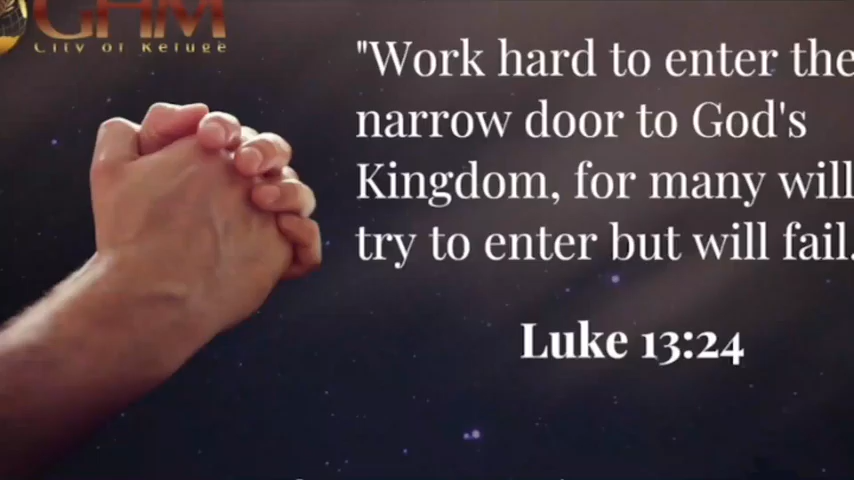 GHM
City of Refuge
"Work hard to enter the
narrow door to God's
Kingdom, for many will
try to enter but will fail.
Luke 13:24